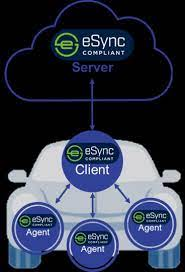 eSync
COMPLIANT
Server
eSync
COMPLIANT
Client
eSync
COMPLIANT
Agent
eSync
COMPLIANT
Agent
eSync
COMPLIANT
Agent